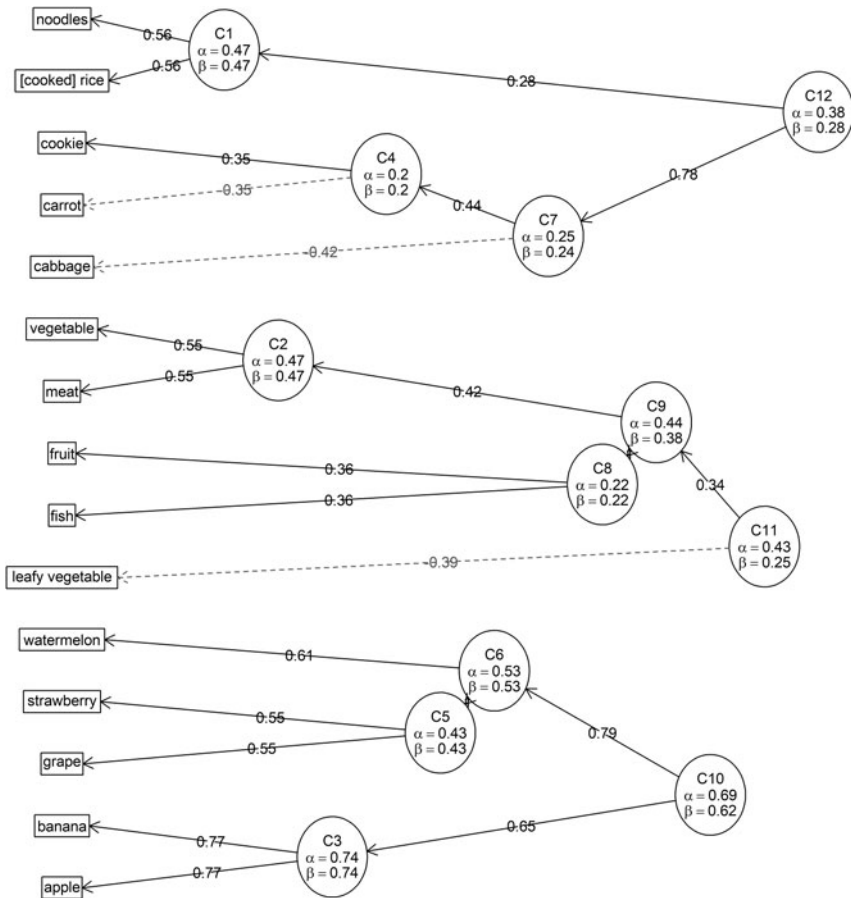 noodles
0.56
C1
α = 0.47
β = 0.47
[cooked] rice
0.56
0.28
C12
α = 0.38
β = 0.28
cookie
0.35
C4
α = 0.2
β = 0.2
0.78
carrot
-0.35
0.44
C7
α = 0.25
β = 0.24
cabbage
-0.42
vegetable
0.55
C2
α = 0.47
β = 0.47
meat
0.55
0.42
C9
α = 0.44
β = 0.38
fruit
0.36
C8
α = 0.22
β = 0.22
fish
0.36
0.34
C11
α = 0.43
β = 0.25
leafy vegetable
-0.39
watermelon
0.61
C6
α = 0.53
β = 0.53
strawberry
0.55
C5
α = 0.43
β = 0.43
grape
0.55
0.79
C10
α = 0.69
β = 0.62
banana
0.77
C3
α = 0.74
β = 0.74
0.65
apple
0.77